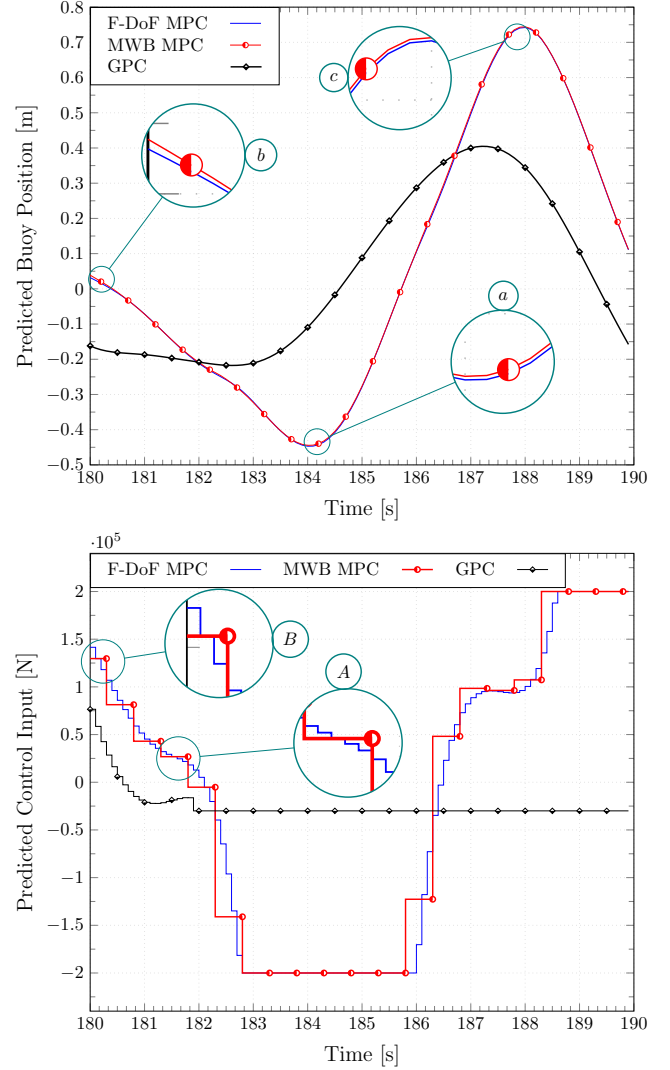 0.8
0.7
0.6
0.5
0.4
0.3
0.2
0.1
0
−0.1
−0.2
−0.3
−0.4
−0.5
Predicted Buoy Position [m]
F-DoF MPC
MWB MPC
GPC
c
b
a
180 181 182 183 184 185 186 187 188 189 190
Time [s]
·10⁵
F-DoF MPC MWB MPC GPC
2
1.5
1
0.5
0
−0.5
−1
−1.5
−2
Predicted Control Input [N]
B
A
180 181 182 183 184 185 186 187 188 189 190
Time [s]